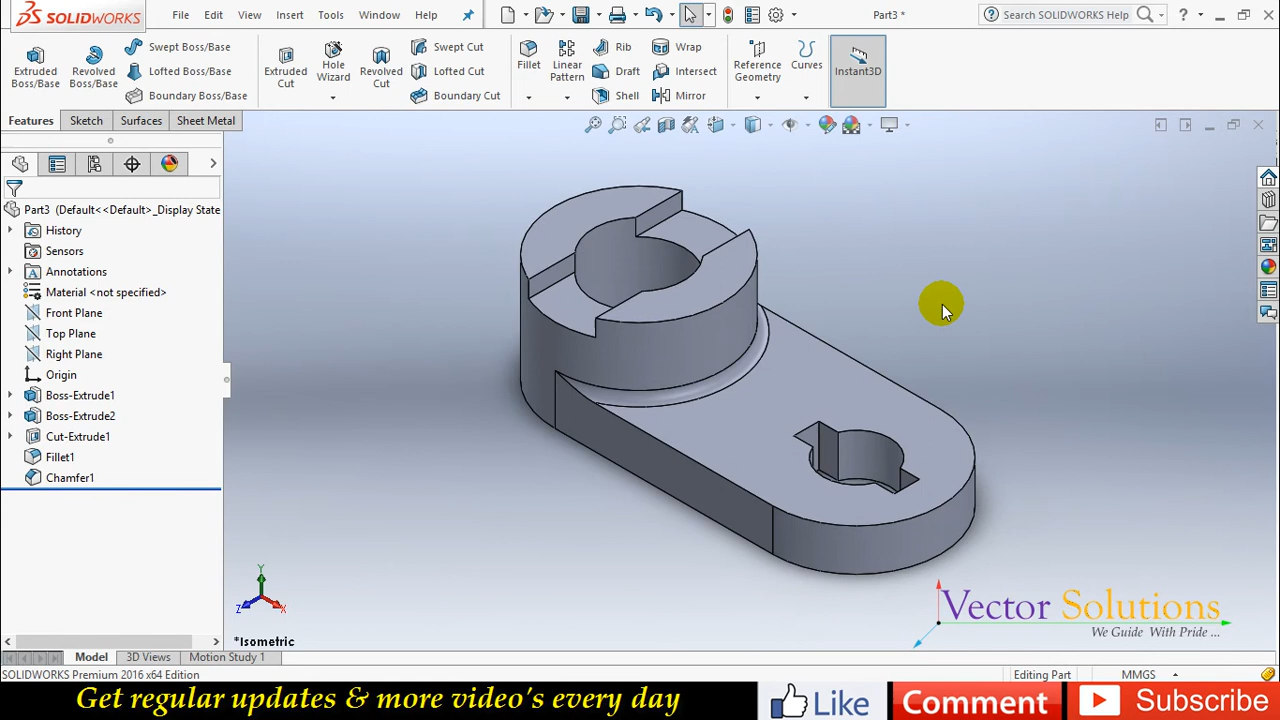 SOLIDWORKS File Edit View Insert Tools Window Help Part3 * Search SOLIDWORKS Help ?
Extruded Boss/Base
Revolved Boss/Base
Swept Boss/Base
Lofted Boss/Base
Boundary Boss/Base
Extruded Cut
Hole Wizard
Revolved Cut
Swept Cut
Lofted Cut
Boundary Cut
Fillet
Linear Pattern
Rib
Draft
Shell
Wrap
Intersect
Mirror
Reference Geometry
Curves
Instant3D
Features Sketch Surfaces Sheet Metal
Part3 (Default<<Default>_Display State
History
Sensors
Annotations
Material <not specified>
Front Plane
Top Plane
Right Plane
Origin
Boss-Extrude1
Boss-Extrude2
Cut-Extrude1
Fillet1
Chamfer1
Y
Z X
*Isometric
Vector Solutions
We Guide With Pride ...
Model 3D Views Motion Study 1
SOLIDWORKS Premium 2016 x64 Edition Editing Part MMGS
Get regular updates & more video's every day Like Comment Subscribe